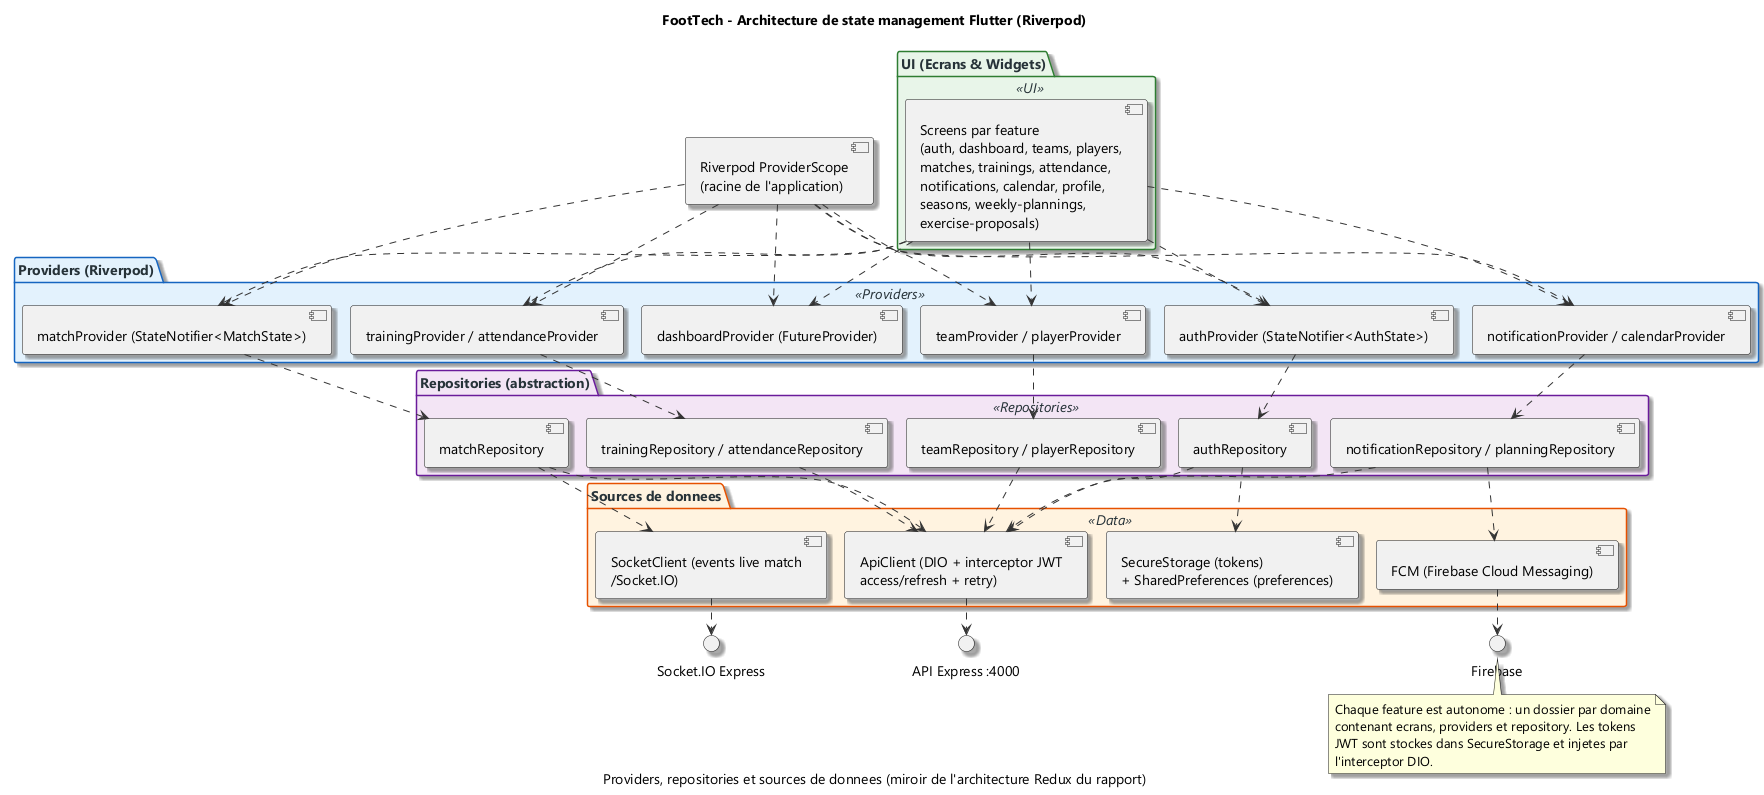 FootTech - Architecture de state management Flutter (Riverpod)
UI (Ecrans & Widgets)
«UI»
Screens par feature
(auth, dashboard, teams, players,
matches, trainings, attendance,
notifications, calendar, profile,
seasons, weekly-plannings,
exercise-proposals)
Riverpod ProviderScope
(racine de l'application)
Providers (Riverpod)
«Providers»
matchProvider (StateNotifier<MatchState>)
trainingProvider / attendanceProvider
dashboardProvider (FutureProvider)
teamProvider / playerProvider
authProvider (StateNotifier<AuthState>)
notificationProvider / calendarProvider
Repositories (abstraction)
«Repositories»
matchRepository
trainingRepository / attendanceRepository
teamRepository / playerRepository
authRepository
notificationRepository / planningRepository
Sources de donnees
«Data»
SocketClient (events live match
/Socket.IO)
ApiClient (DIO + interceptor JWT
access/refresh + retry)
SecureStorage (tokens)
+ SharedPreferences (preferences)
FCM (Firebase Cloud Messaging)
Socket.IO Express
API Express :4000
Firebase
Chaque feature est autonome : un dossier par domaine
contenant ecrans, providers et repository. Les tokens
JWT sont stockes dans SecureStorage et injetes par
l'interceptor DIO.
Providers, repositories et sources de donnees (miroir de l'architecture Redux du rapport)